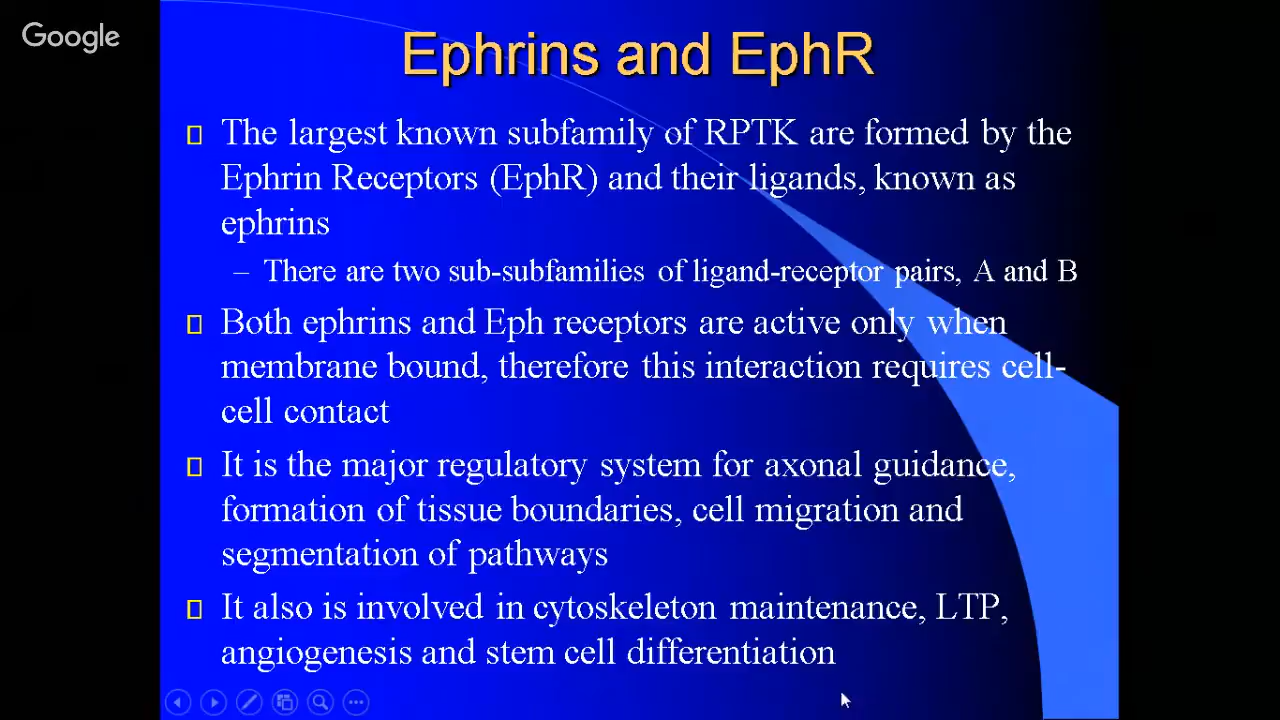 Google
Ephrins and EphR
The largest known subfamily of RPTK are formed by the
Ephrin Receptors (EphR) and their ligands, known as
ephrins
– There are two sub-subfamilies of ligand-receptor pairs, A and B
Both ephrins and Eph receptors are active only when
membrane bound, therefore this interaction requires cell-
cell contact
It is the major regulatory system for axonal guidance,
formation of tissue boundaries, cell migration and
segmentation of pathways
It also is involved in cytoskeleton maintenance, LTP,
angiogenesis and stem cell differentiation